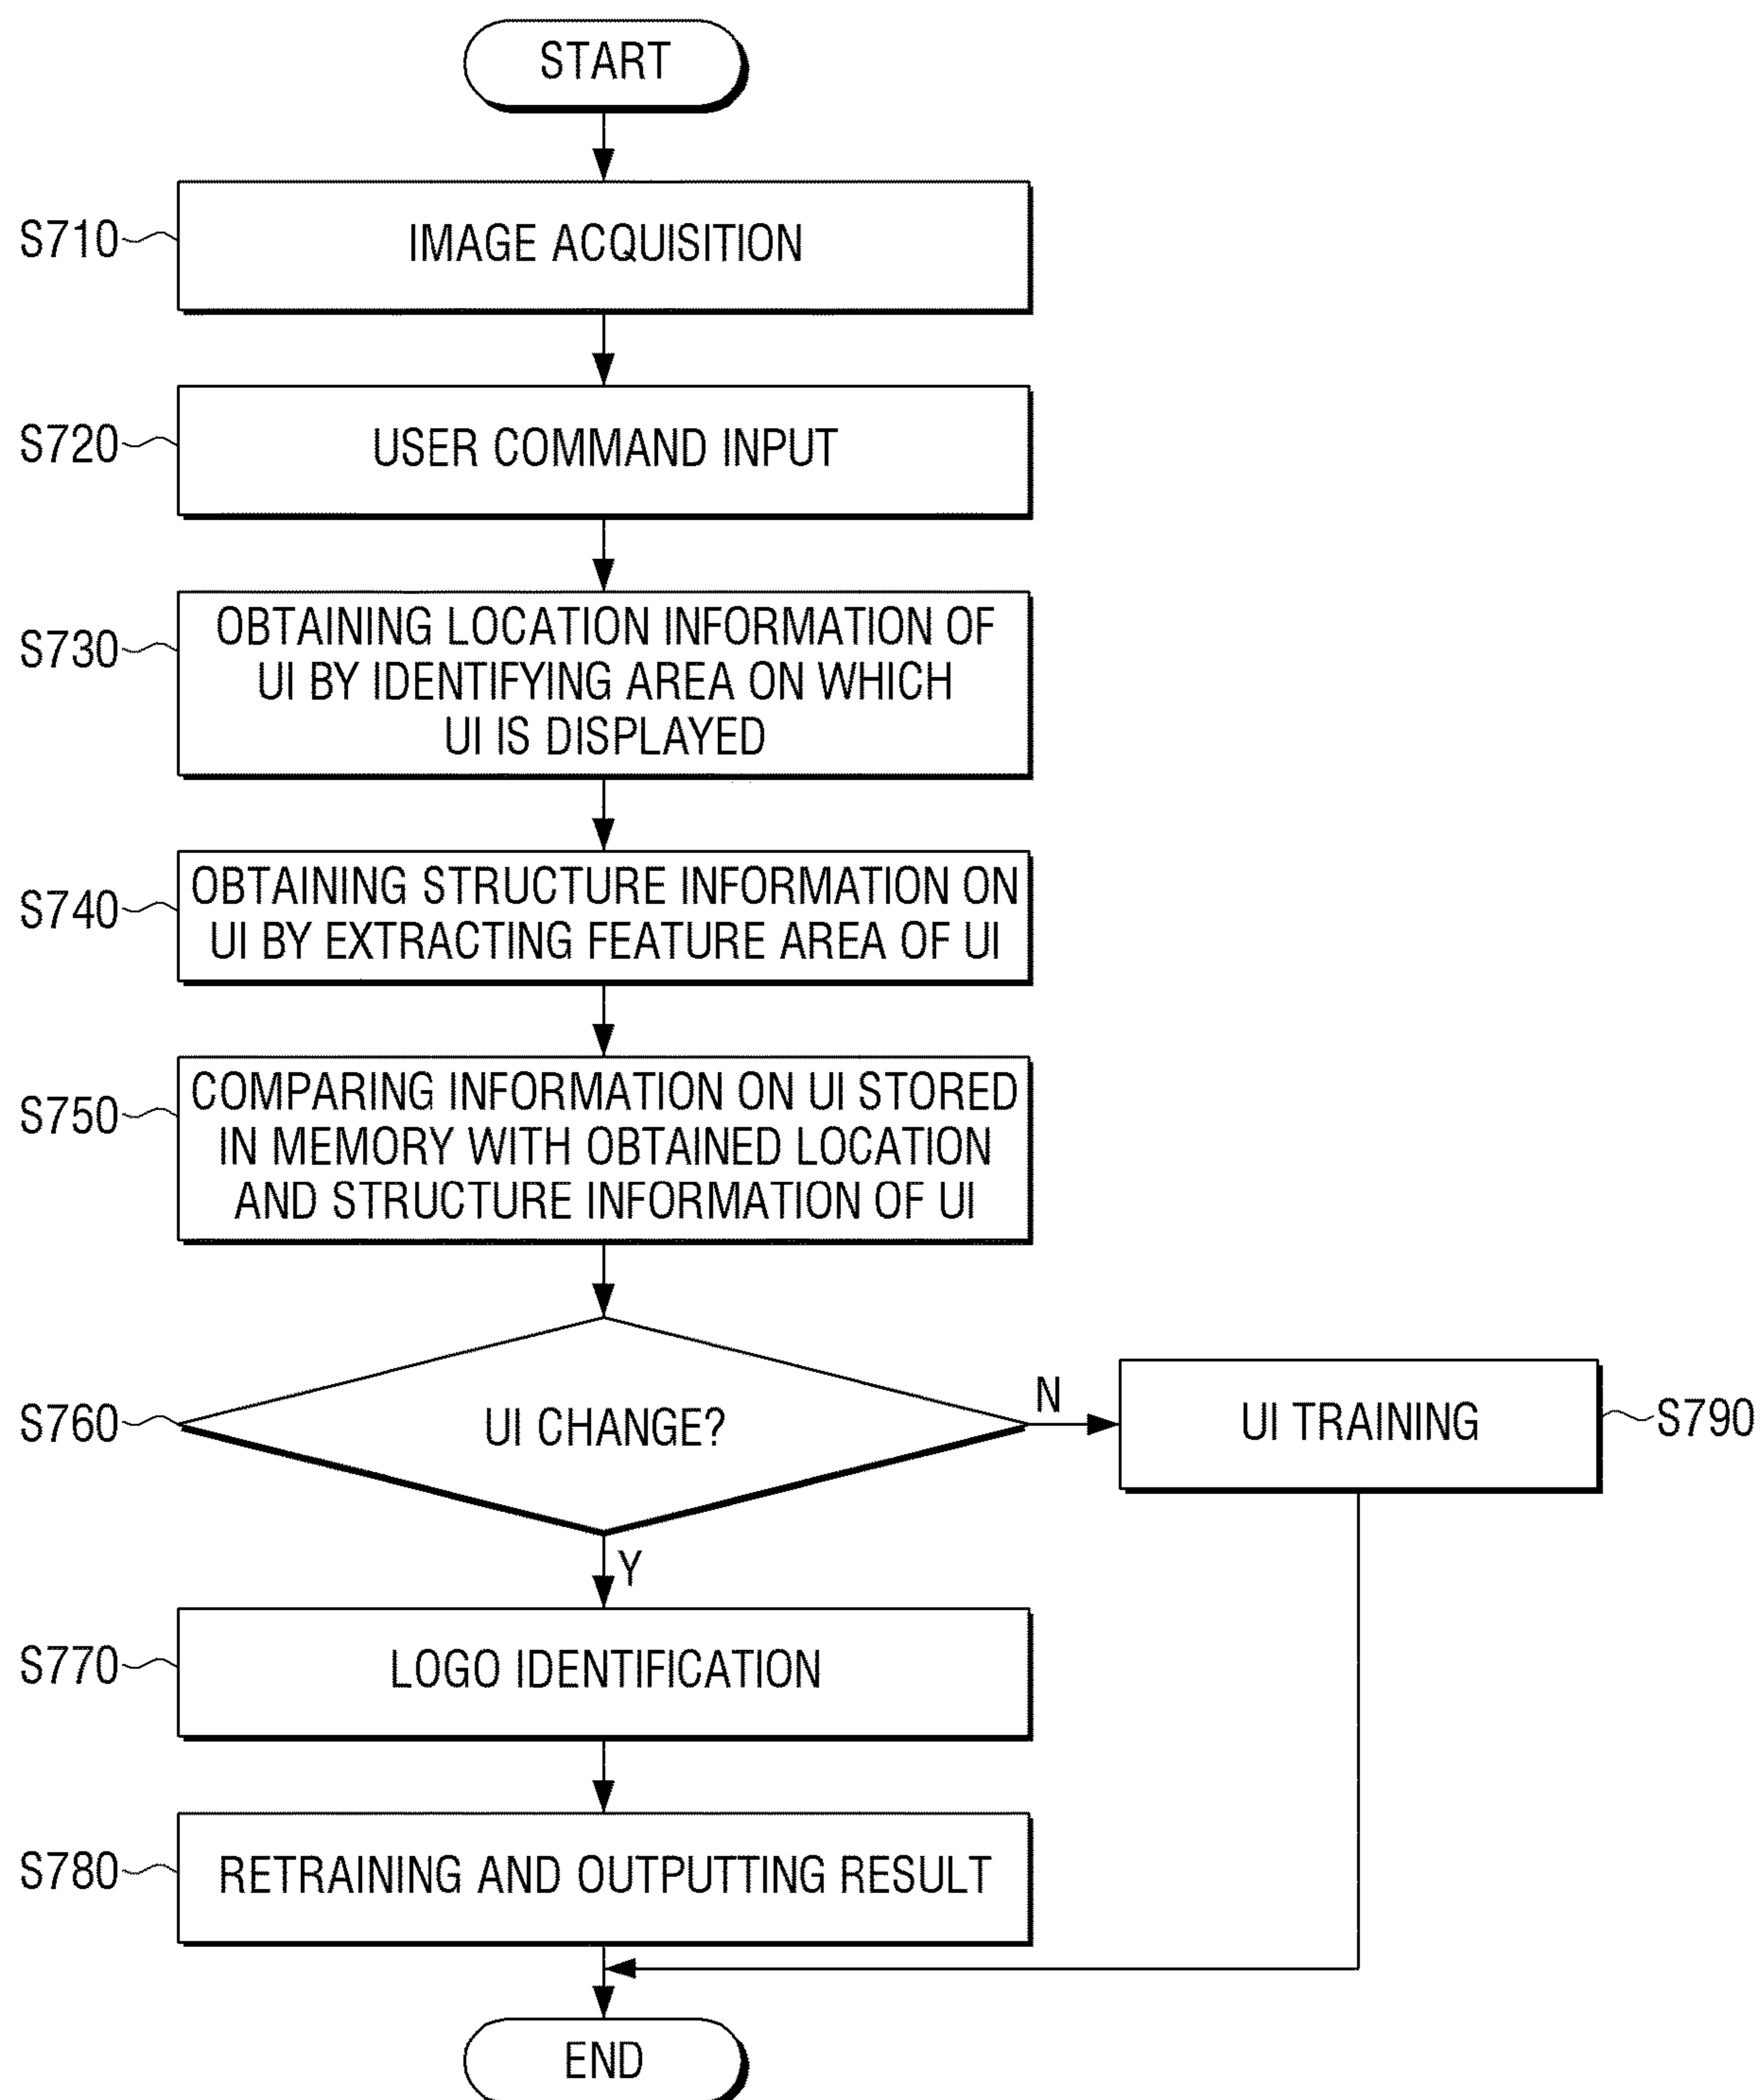 START
S710
IMAGE ACQUISITION
S720
USER COMMAND INPUT
S730
OBTAINING LOCATION INFORMATION OF
UI BY IDENTIFYING AREA ON WHICH
UI IS DISPLAYED
S740
OBTAINING STRUCTURE INFORMATION ON
UI BY EXTRACTING FEATURE AREA OF UI
S750
COMPARING INFORMATION ON UI STORED
IN MEMORY WITH OBTAINED LOCATION
AND STRUCTURE INFORMATION OF UI
S760
UI CHANGE?
N
UI TRAINING
S790
Y
S770
LOGO IDENTIFICATION
S780
RETRAINING AND OUTPUTTING RESULT
END